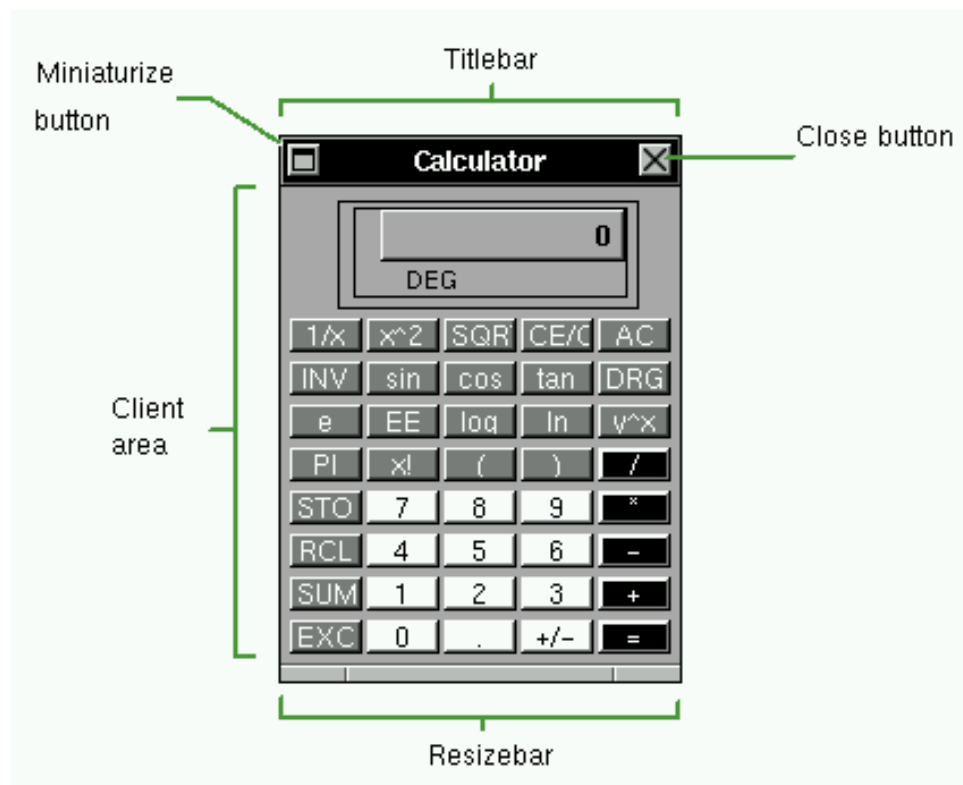 Titlebar
Miniaturize
button
Close button
Calculator
0
DEG
1/x x^2 SQR CE/C AC
INV sin cos tan DRG
Client
area
e EE log ln y^x
PI x! ( ) /
STO 7 8 9 *
RCL 4 5 6 -
SUM 1 2 3 +
EXC 0 . +/- =
Resizebar